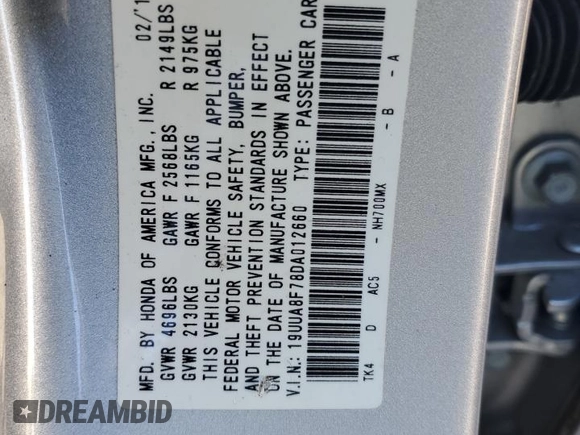 MFD. BY HONDA OF AMERICA MFG., INC. 02/1
GVWR 4696LBS GAWR F 2568LBS R 2149LBS
GVWR 2130KG GAWR F 1165KG R 975KG
THIS VEHICLE CONFORMS TO ALL APPLICABLE
FEDERAL MOTOR VEHICLE SAFETY, BUMPER,
AND THEFT PREVENTION STANDARDS IN EFFECT
ON THE DATE OF MANUFACTURE SHOWN ABOVE.
V.I.N.: 19UUA8F78DA012660 TYPE: PASSENGER CAR
TK4 D AC5 - NH700MX - B - A
DREAMBID